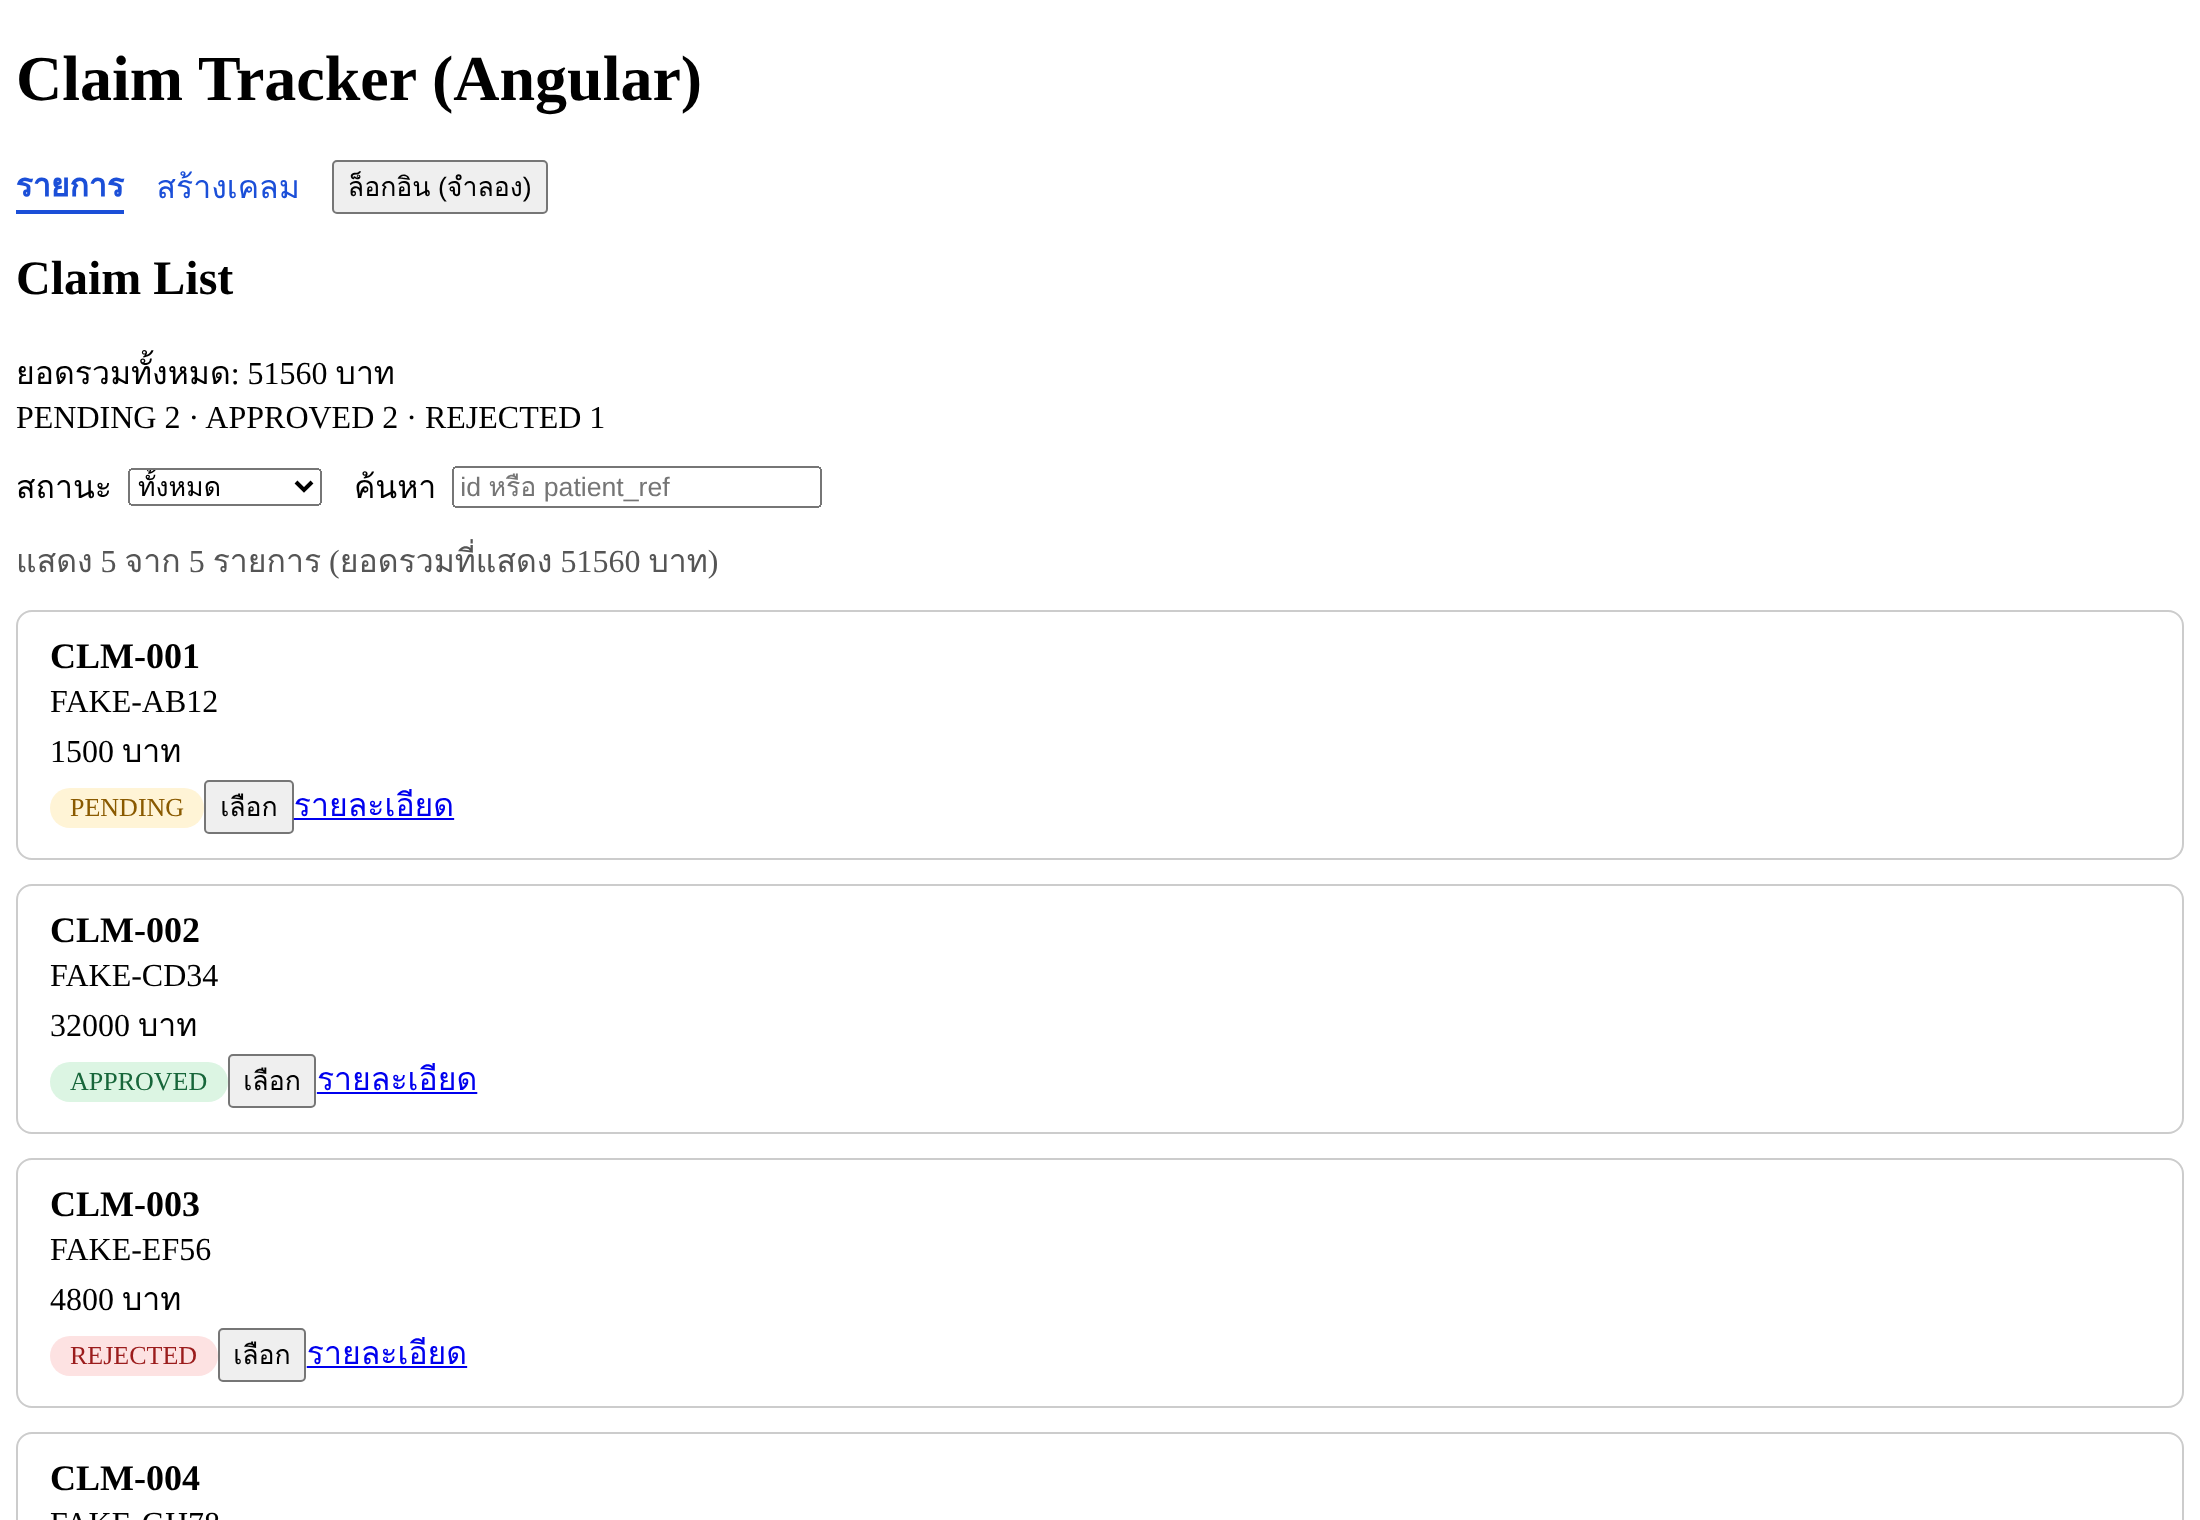 Claim Tracker (Angular)
รายการ สร้างเคลม ล็อกอิน (จำลอง)
Claim List
ยอดรวมทั้งหมด: 51560 บาท
PENDING 2 · APPROVED 2 · REJECTED 1
สถานะ ทั้งหมด ค้นหา id หรือ patient_ref
แสดง 5 จาก 5 รายการ (ยอดรวมที่แสดง 51560 บาท)
CLM-001
FAKE-AB12
1500 บาท
PENDING เลือก รายละเอียด
CLM-002
FAKE-CD34
32000 บาท
APPROVED เลือก รายละเอียด
CLM-003
FAKE-EF56
4800 บาท
REJECTED เลือก รายละเอียด
CLM-004
FAKE-GH78